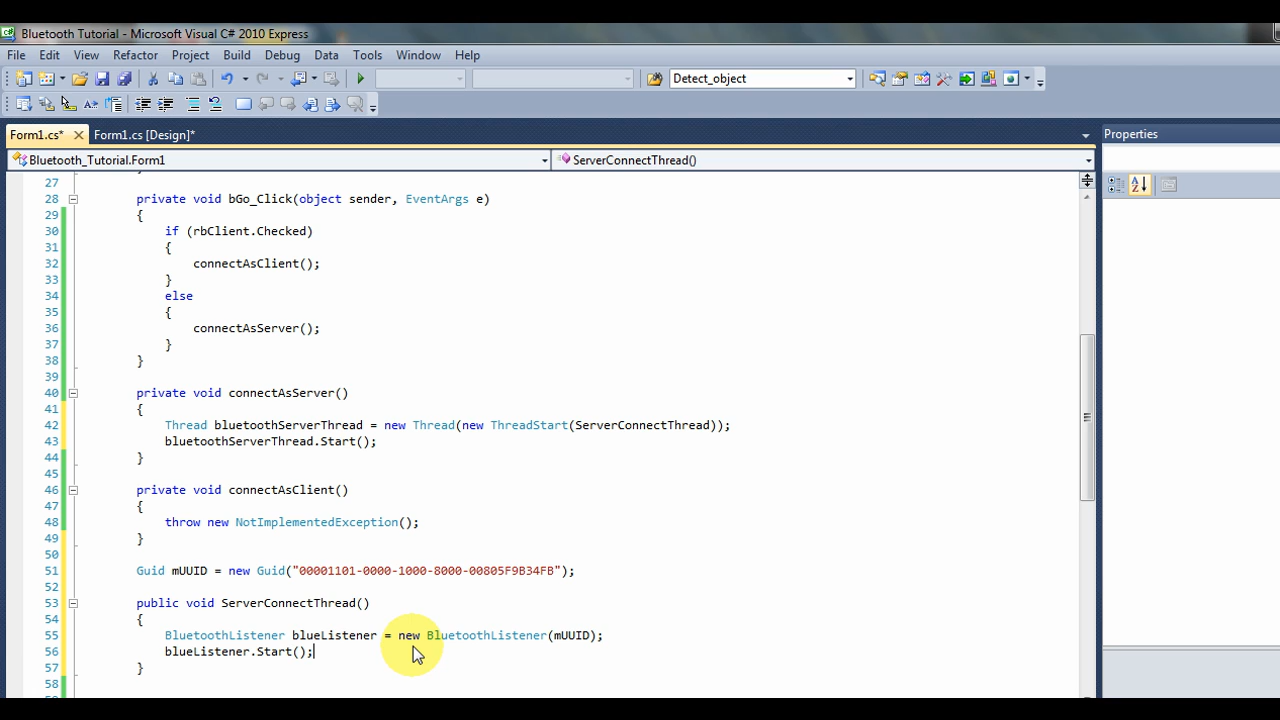 Bluetooth Tutorial - Microsoft Visual C# 2010 Express
File Edit View Refactor Project Build Debug Data Tools Window Help
Detect_object
Form1.cs* Form1.cs [Design]* Properties
Bluetooth_Tutorial.Form1 ServerConnectThread()
27
28 private void bGo_Click(object sender, EventArgs e)
29 {
30 if (rbClient.Checked)
31 {
32 connectAsClient();
33 }
34 else
35 {
36 connectAsServer();
37 }
38 }
39
40 private void connectAsServer()
41 {
42 Thread bluetoothServerThread = new Thread(new ThreadStart(ServerConnectThread));
43 bluetoothServerThread.Start();
44 }
45
46 private void connectAsClient()
47 {
48 throw new NotImplementedException();
49 }
50
51 Guid mUUID = new Guid("00001101-0000-1000-8000-00805F9B34FB");
52
53 public void ServerConnectThread()
54 {
55 BluetoothListener blueListener = new BluetoothListener(mUUID);
56 blueListener.Start();
57 }
58